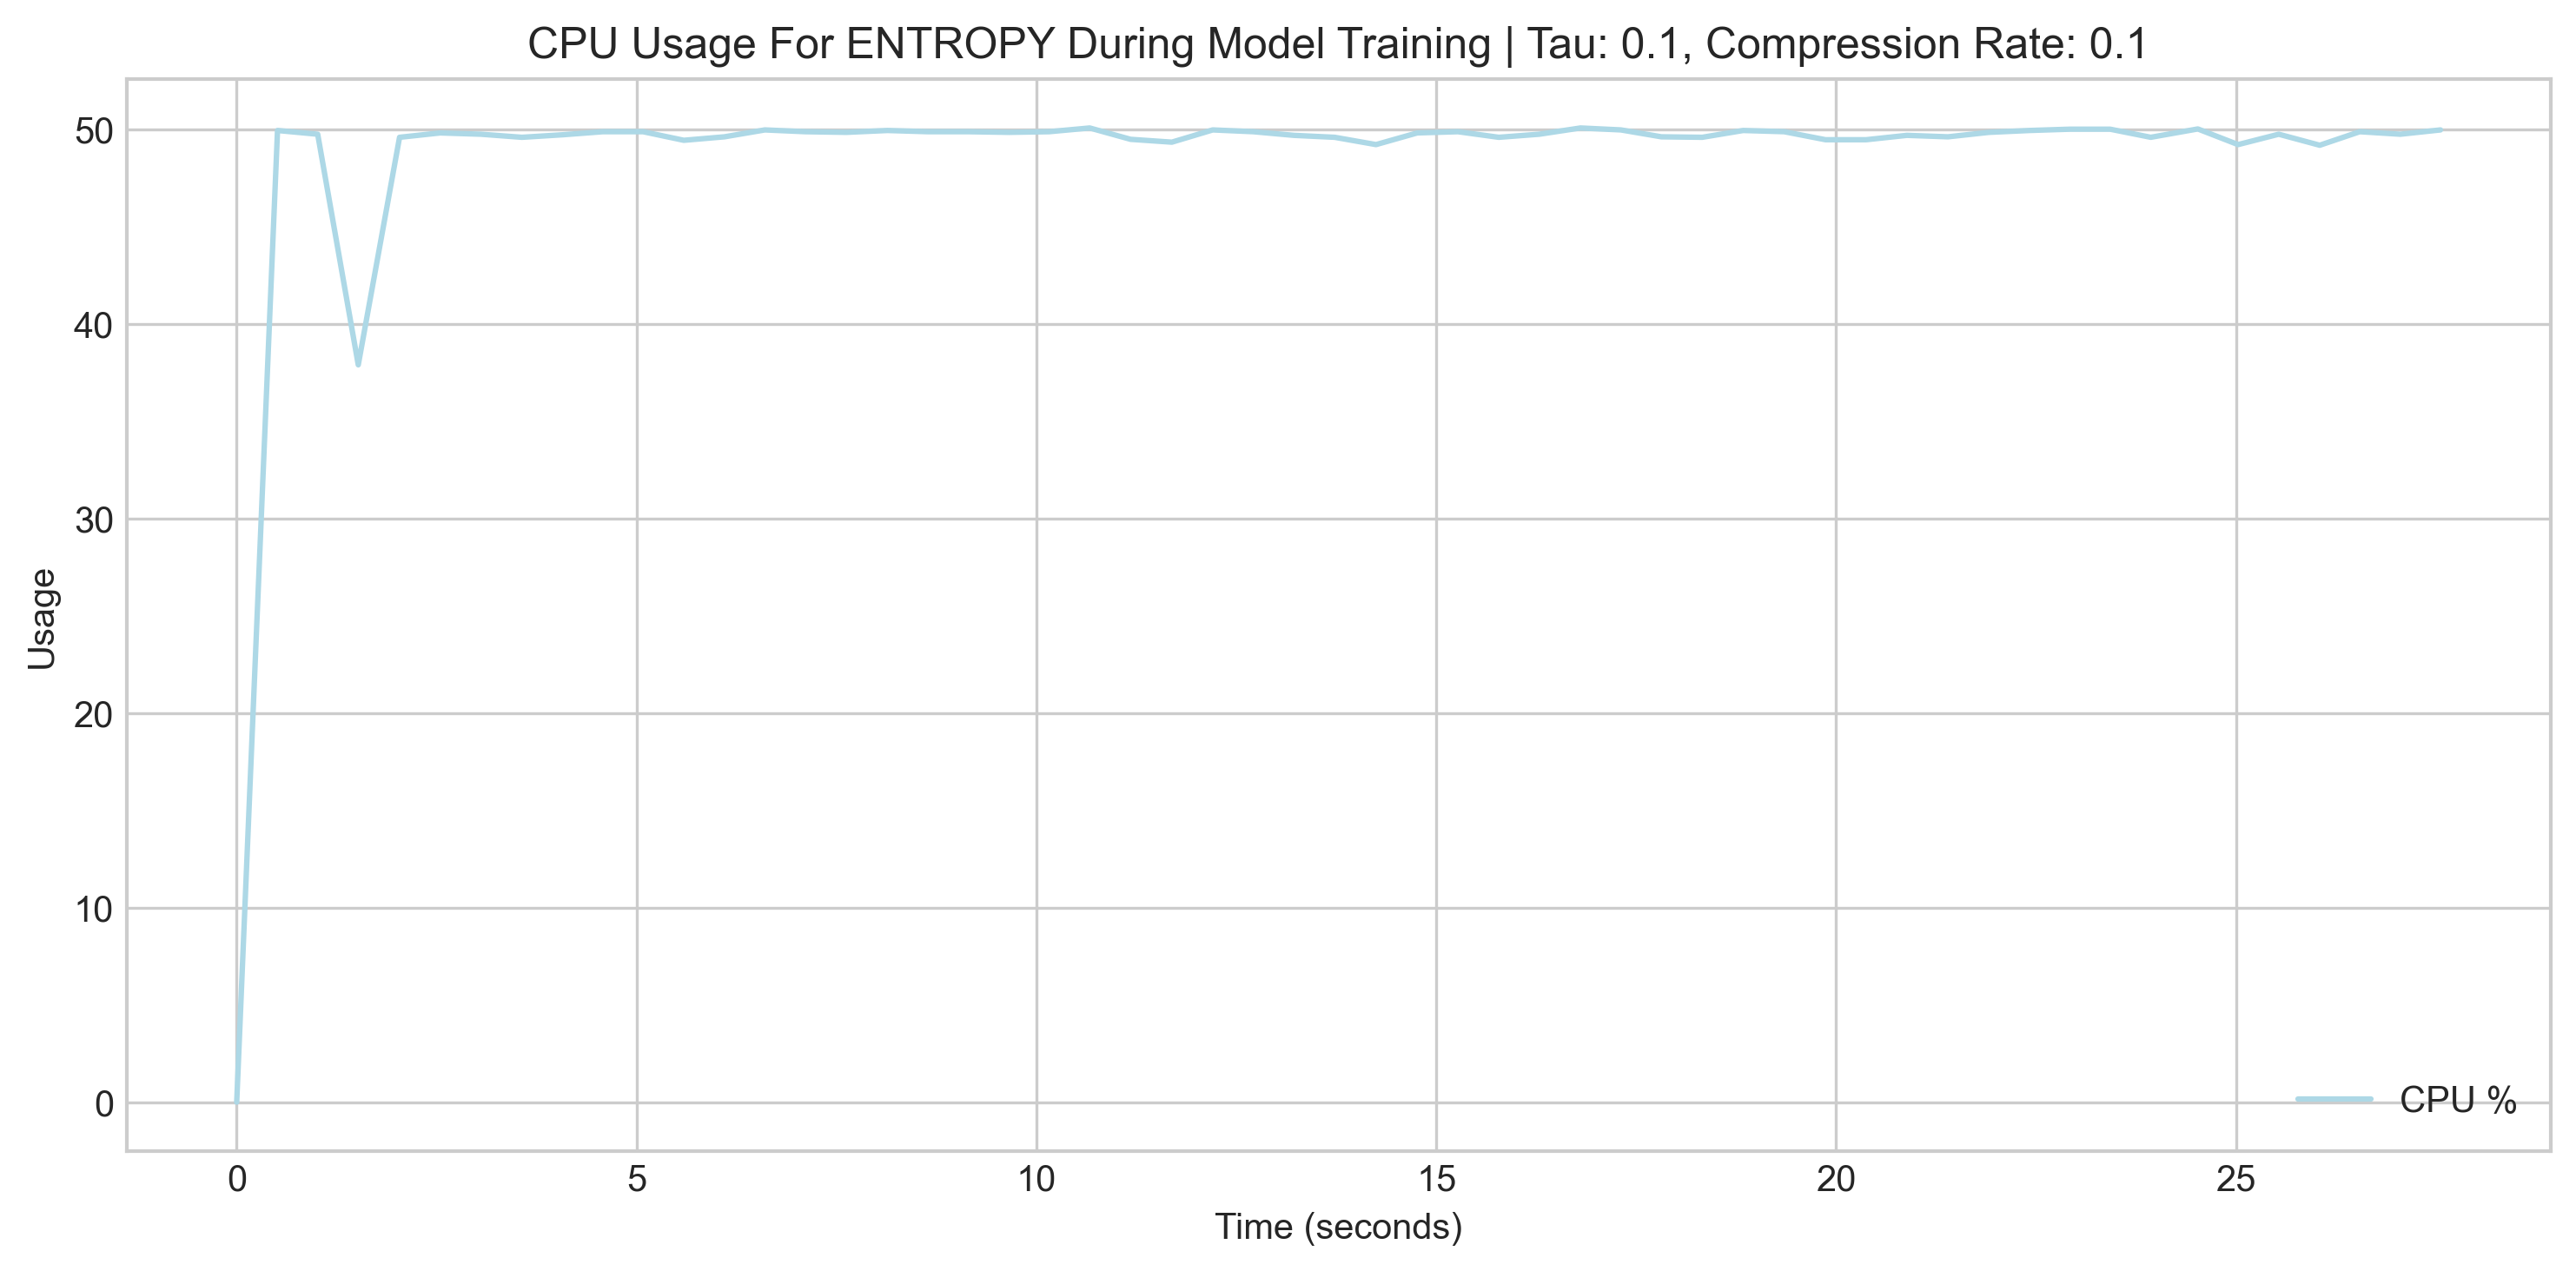 CPU Usage For ENTROPY During Model Training | Tau: 0.1, Compression Rate: 0.1
50
40
30
20
10
0
Usage
CPU %
0 5 10 15 20 25
Time (seconds)